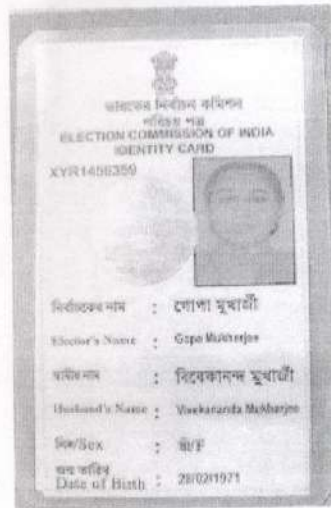 ভারতের নির্বাচন কমিশন
পরিচয় পত্র
ELECTION COMMISSION OF INDIA
IDENTITY CARD
XYR1456359
নির্বাচকের নাম : গোপা মুখার্জী
Elector's Name : Gopa Mukherjee
স্বামীর নাম : বিবেকানন্দ মুখার্জী
Husband's Name : Vivekananda Mukherjee
লিঙ্গ/Sex : স্ত্রী/F
জন্ম তারিখ
Date of Birth : 28/02/1971